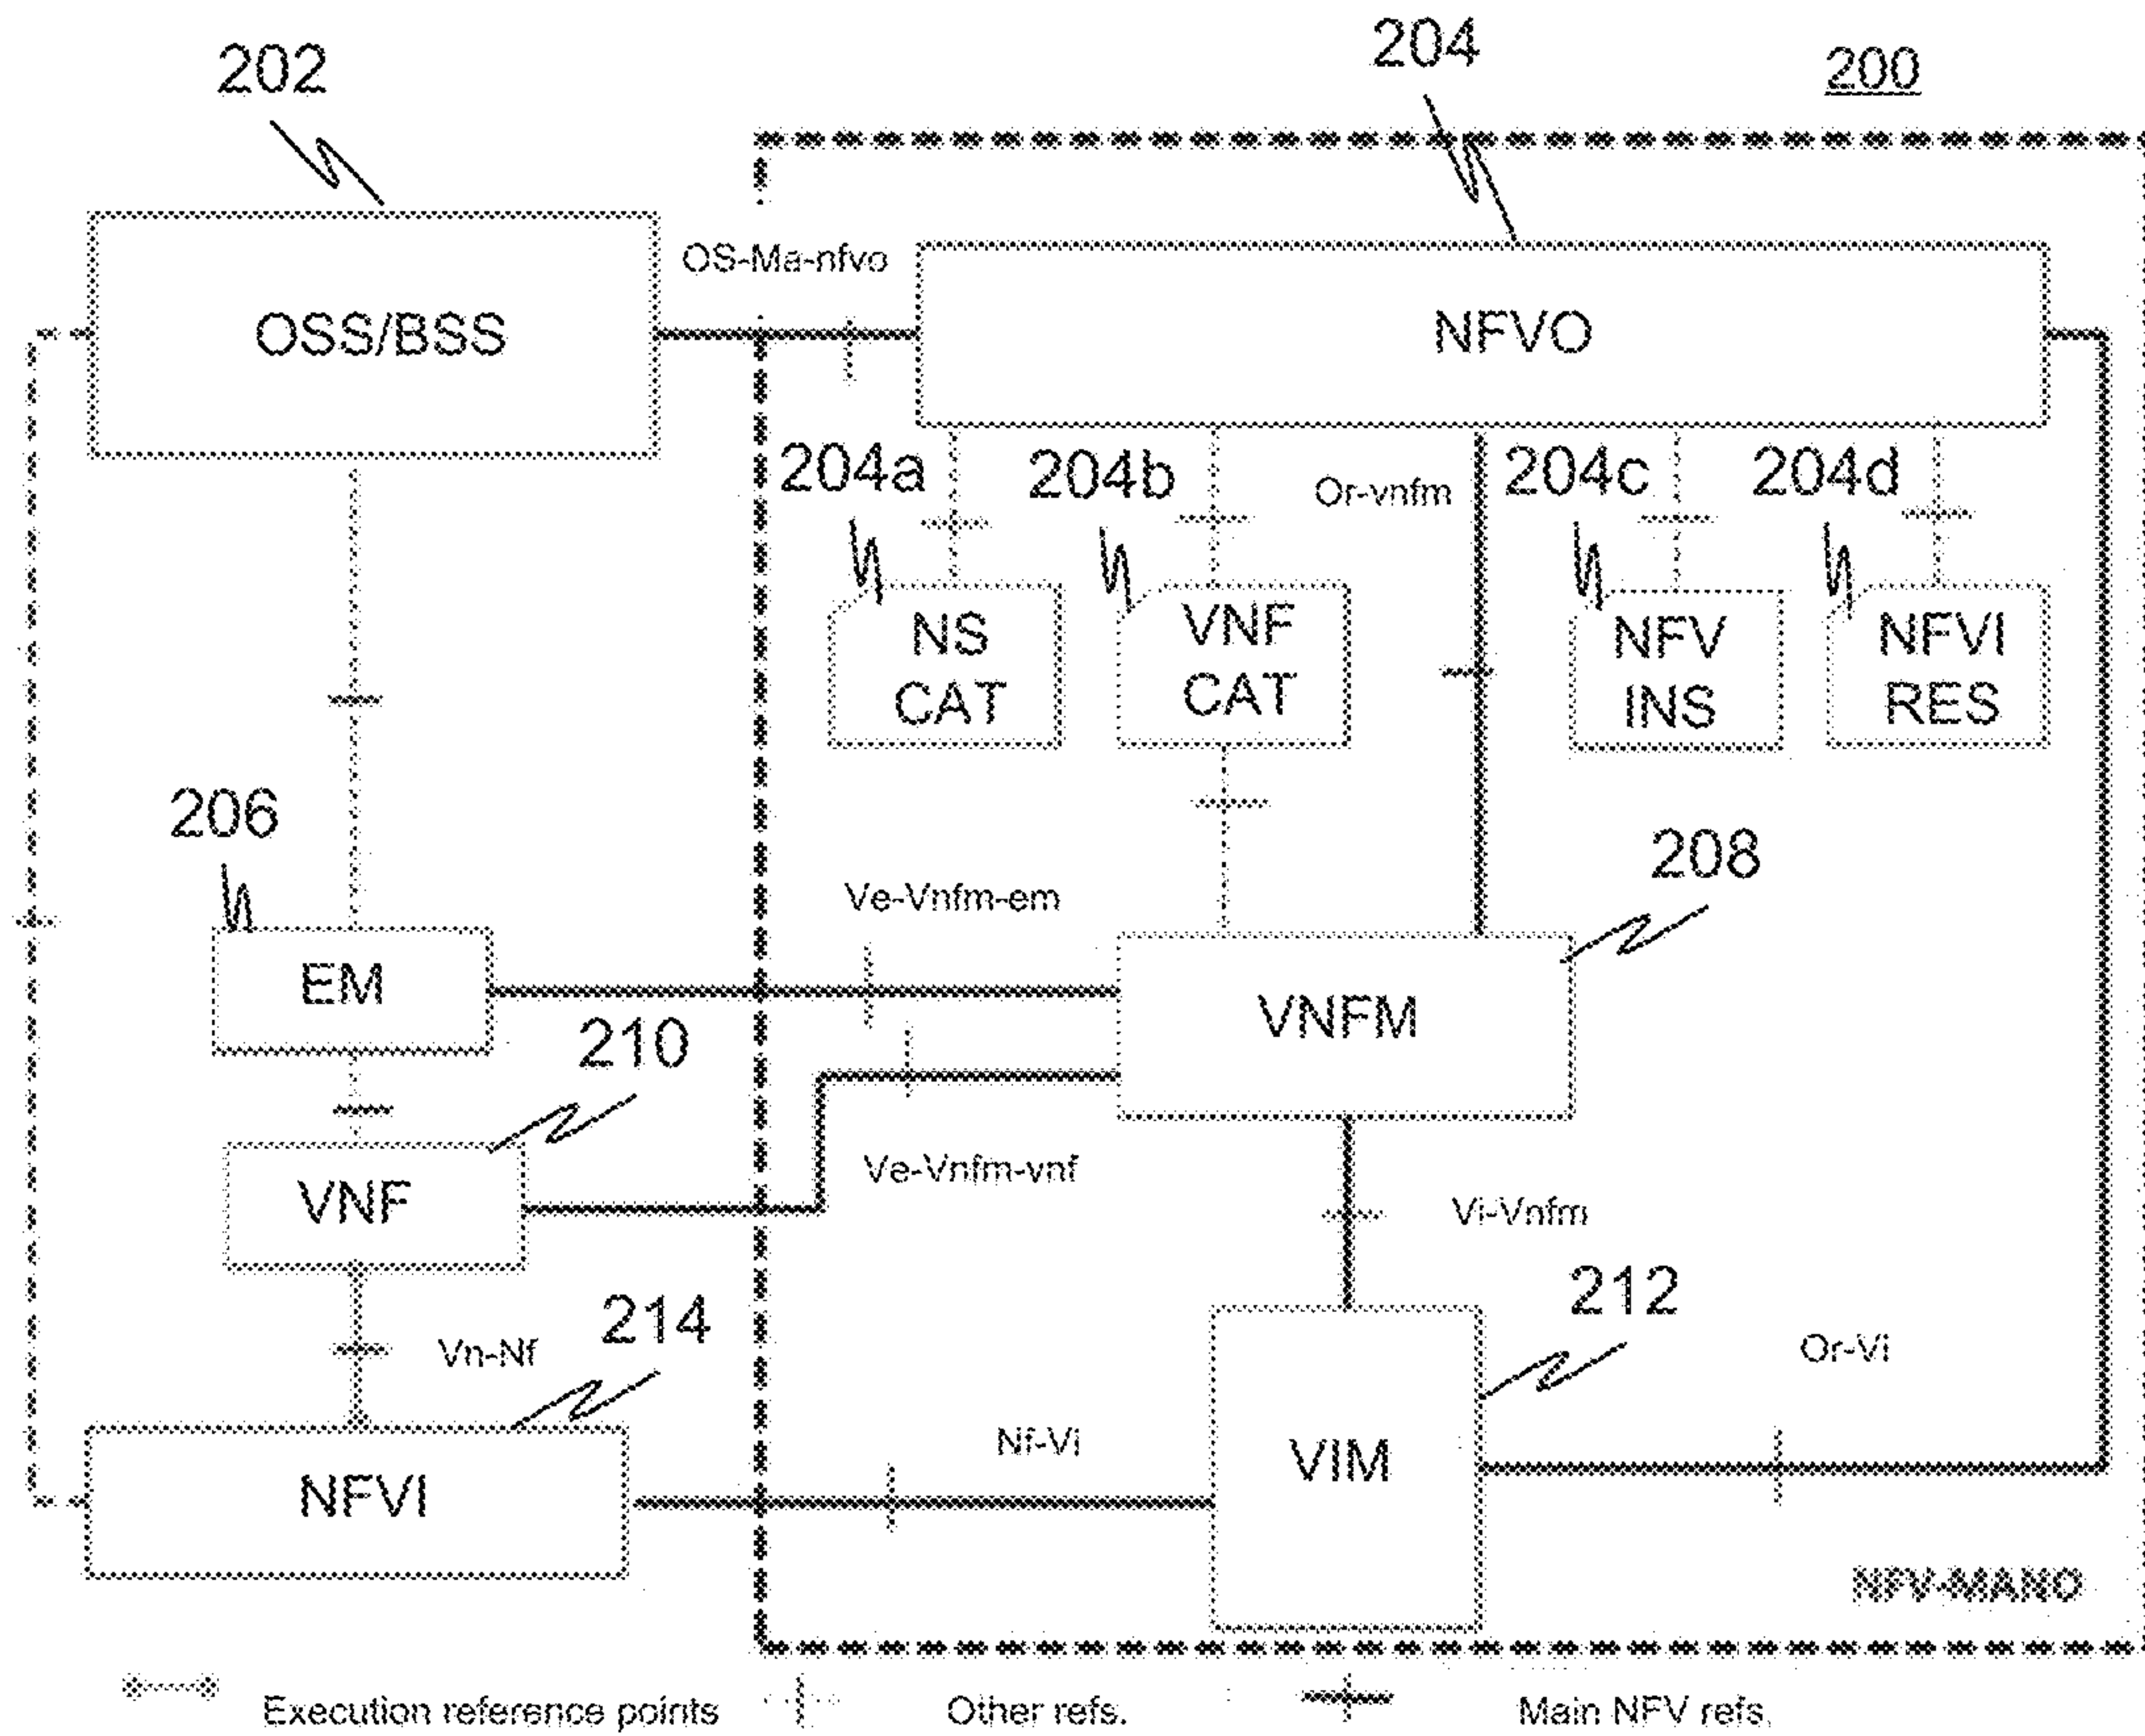 202
204
200
OS-Ma-nfvo
OSS/BSS
NFVO
204a
204b
Or-vnfm
204c
204d
NS
CAT
VNF
CAT
NFV
INS
NFVI
RES
206
208
Ve-Vnfm-em
EM
VNFM
210
Ve-Vnfm-vnf
VNF
Vi-Vnfm
212
214
Vn-Nf
Or-Vi
Nf-Vi
VIM
NFVI
NFV-MANO
Execution reference points
Other refs.
Main NFV refs.